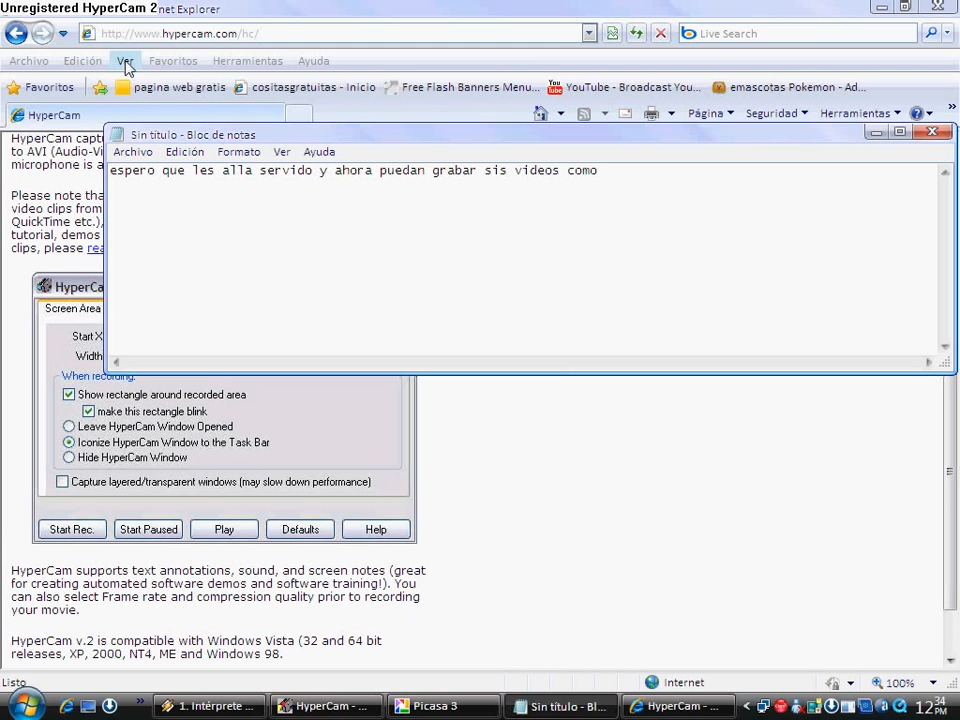 Unregistered HyperCam 2 net Explorer
http://www.hypercam.com/hc/
Live Search
Archivo Edición Ver Favoritos Herramientas Ayuda
Favoritos pagina web gratis cositasgratuitas - Inicio Free Flash Banners Menu... YouTube - Broadcast You... emascotas Pokemon - Ad...
HyperCam Página Seguridad Herramientas
HyperCam capt
to AVI (Audio-Vi
microphone is a
Sin título - Bloc de notas
Archivo Edición Formato Ver Ayuda
espero que les alla servido y ahora puedan grabar sis videos como
Please note tha
video clips from
QuickTime etc.),
tutorial, demos
clips, please rea
HyperCa
Screen Area
Start X
Width
When recording:
Show rectangle around recorded area
make this rectangle blink
Leave HyperCam Window Opened
Iconize HyperCam Window to the Task Bar
Hide HyperCam Window
Capture layered/transparent windows (may slow down performance)
Start Rec. Start Paused Play Defaults Help
HyperCam supports text annotations, sound, and screen notes (great
for creating automated software demos and software training!). You
can also select Frame rate and compression quality prior to recording
your movie.
HyperCam v.2 is compatible with Windows Vista (32 and 64 bit
releases, XP, 2000, NT4, ME and Windows 98.
Listo Internet 100%
1. Intérprete ... HyperCam - ... Picasa 3 Sin título - Bl... HyperCam - ... 12:34 PM